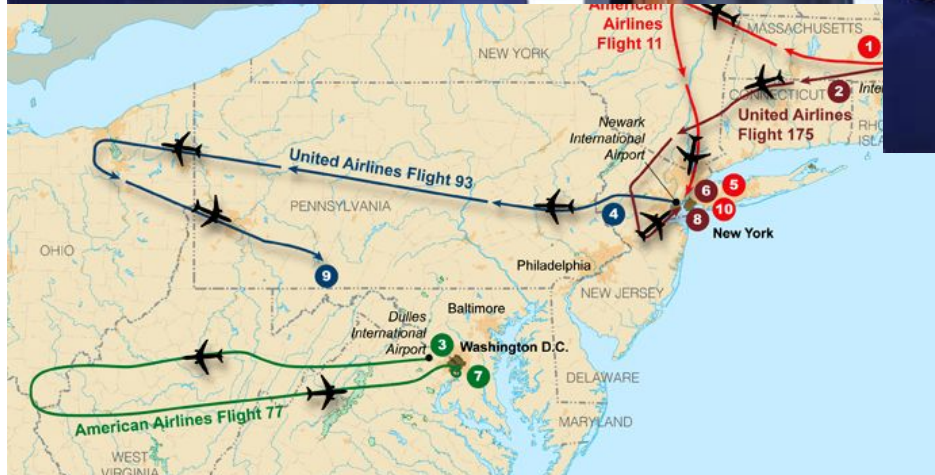 American
Airlines
Flight 11
MASSACHUSETTS
1
NEW YORK
2
CONNECTICUT
United Airlines
Flight 175
Newark
International
Airport
United Airlines Flight 93
PENNSYLVANIA
6
5
4
10
8
New York
OHIO
9
Philadelphia
NEW JERSEY
Dulles
International
Airport
Baltimore
3
Washington D.C.
7
DELAWARE
American Airlines Flight 77
MARYLAND
WEST
VIRGINIA